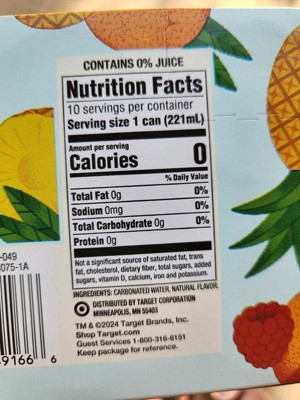 CONTAINS 0% JUICE
Nutrition Facts
10 servings per container
Serving size 1 can (221mL)
Amount per serving
Calories 0
% Daily Value
Total Fat 0g 0%
Sodium 0mg 0%
Total Carbohydrate 0g 0%
Protein 0g
Not a significant source of saturated fat, trans
fat, cholesterol, dietary fiber, total sugars, added
sugars, vitamin D, calcium, iron and potassium.
INGREDIENTS: CARBONATED WATER, NATURAL FLAVOR.
DISTRIBUTED BY TARGET CORPORATION
MINNEAPOLIS, MN 55403
TM & ©2024 Target Brands, Inc.
Shop Target.com
Guest Services 1-800-316-6151
Keep package for reference.
-049
075-1A
49166 6